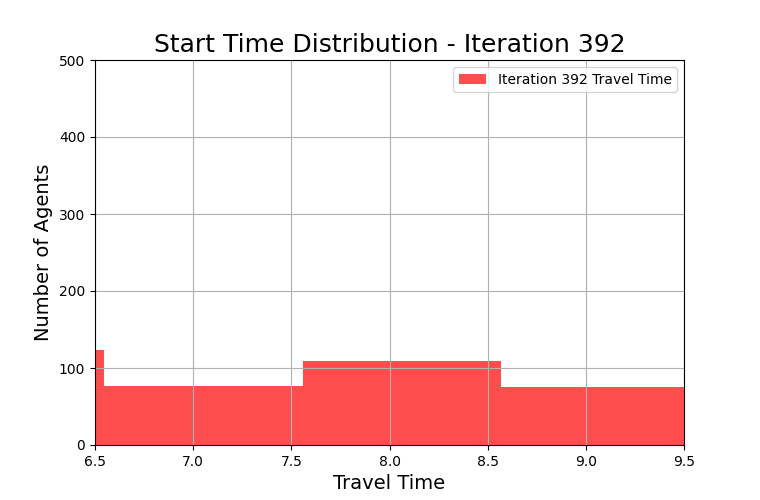 Start Time Distribution - Iteration 392
Iteration 392 Travel Time
Number of Agents
500
400
300
200
100
0
6.5 7.0 7.5 8.0 8.5 9.0 9.5
Travel Time